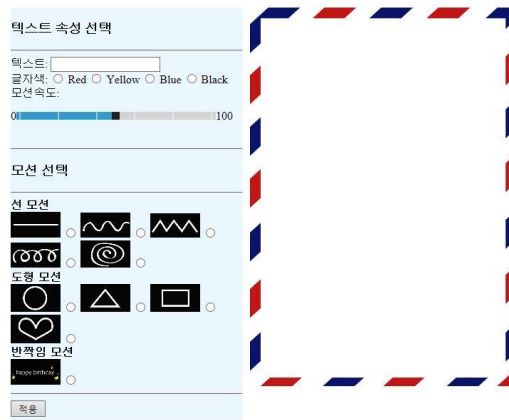 텍스트 속성 선택
텍스트:
글자색: Red Yellow Blue Black
모션속도:
0 100
모션 선택
선 모션
도형 모션
반짝임 모션
happy birthday
적용